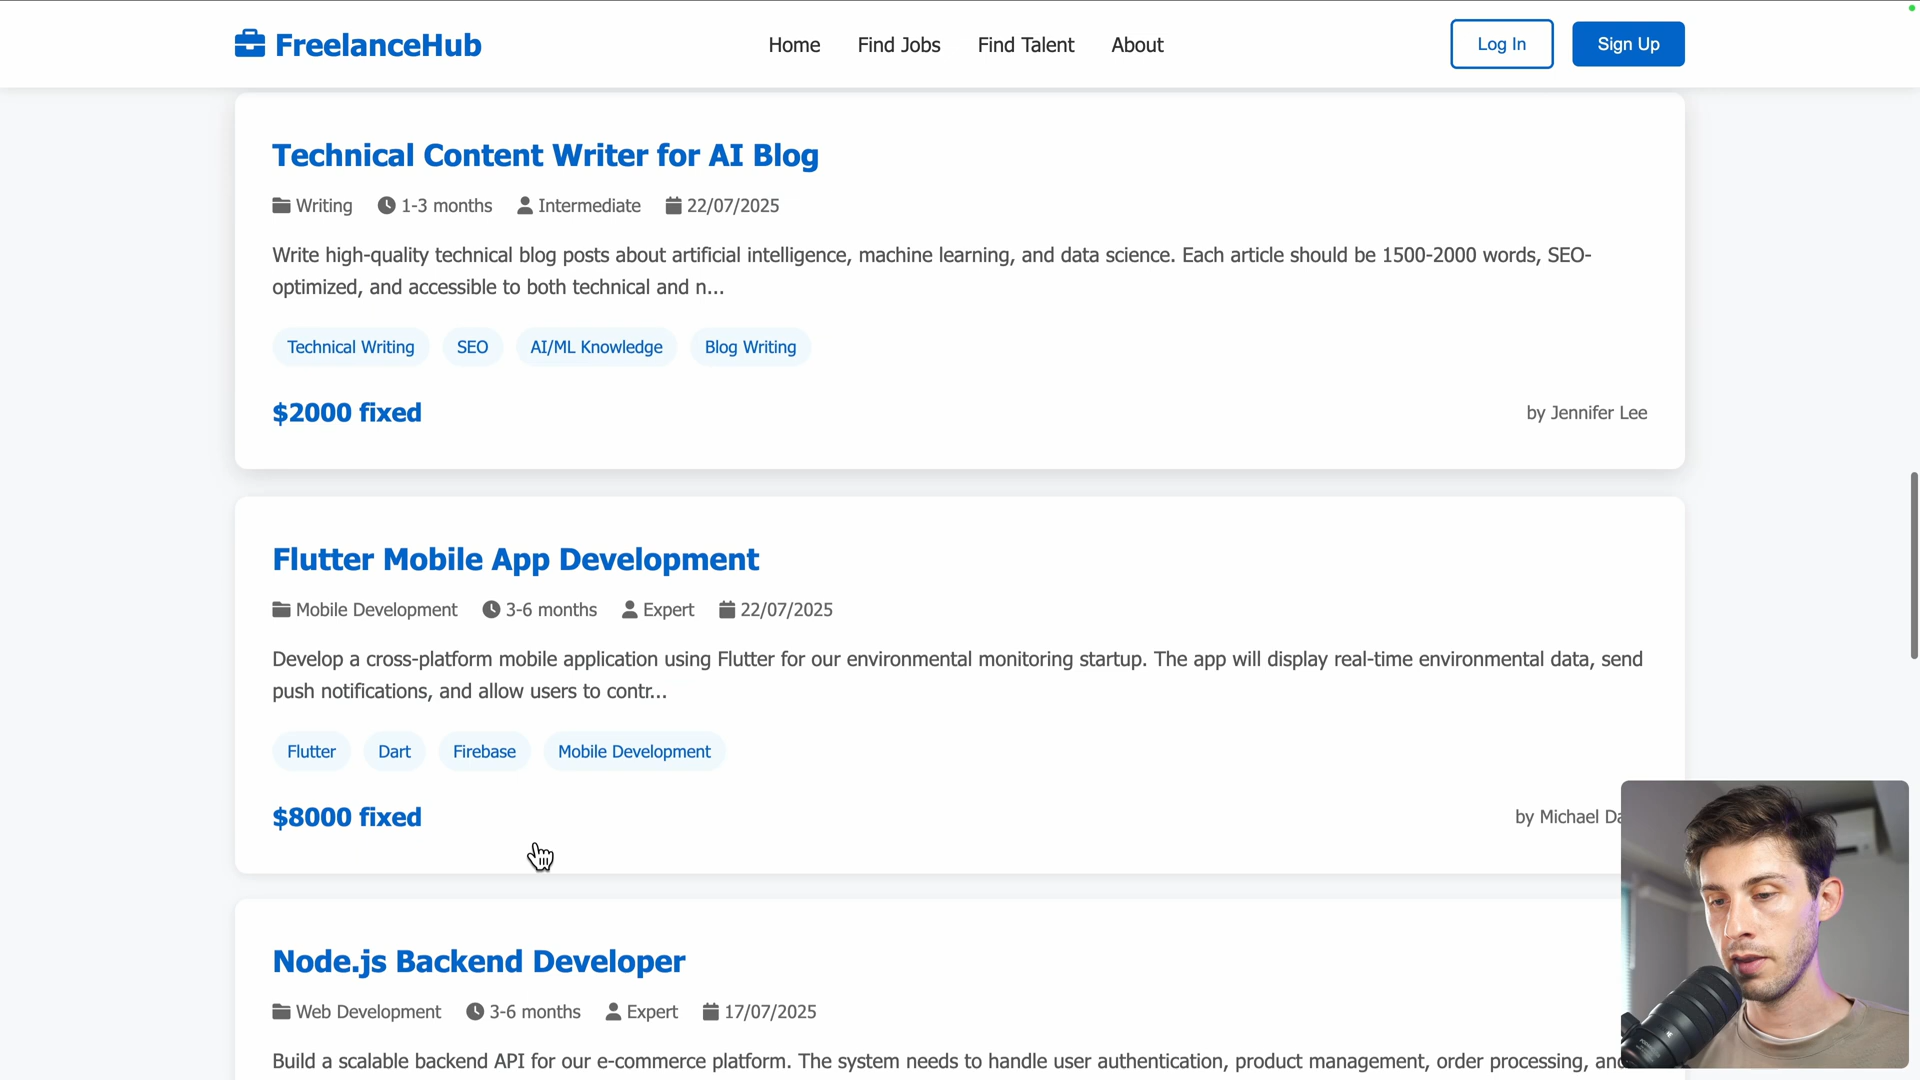 FreelanceHub
Home Find Jobs Find Talent About
Log In Sign Up
Technical Content Writer for AI Blog
Writing 1-3 months Intermediate 22/07/2025
Write high-quality technical blog posts about artificial intelligence, machine learning, and data science. Each article should be 1500-2000 words, SEO-
optimized, and accessible to both technical and n...
Technical Writing SEO AI/ML Knowledge Blog Writing
$2000 fixed by Jennifer Lee
Flutter Mobile App Development
Mobile Development 3-6 months Expert 22/07/2025
Develop a cross-platform mobile application using Flutter for our environmental monitoring startup. The app will display real-time environmental data, send
push notifications, and allow users to contr...
Flutter Dart Firebase Mobile Development
$8000 fixed by Michael
Node.js Backend Developer
Web Development 3-6 months Expert 17/07/2025
Build a scalable backend API for our e-commerce platform. The system needs to handle user authentication, product management, order processing,